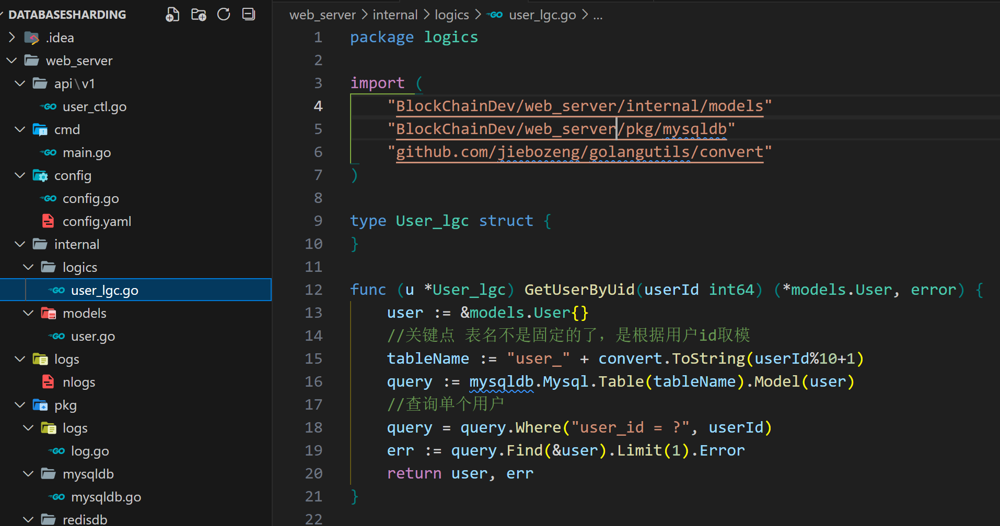 DATABASESHARDING
.idea
web_server
api\v1
user_ctl.go
cmd
main.go
config
config.go
config.yaml
internal
logics
user_lgc.go
models
user.go
logs
nlogs
pkg
logs
log.go
mysqldb
mysqldb.go
redisdb
web_server > internal > logics > GO user_lgc.go > ...
1 package logics
2
3 import (
4 "BlockChainDev/web_server/internal/models"
5 "BlockChainDev/web_server/pkg/mysqldb"
6 "github.com/jiebozeng/golangutils/convert"
7 )
8
9 type User_lgc struct {
10 }
11
12 func (u *User_lgc) GetUserByUid(userId int64) (*models.User, error) {
13 user := &models.User{}
14 //关键点 表名不是固定的了，是根据用户id取模
15 tableName := "user_" + convert.ToString(userId%10+1)
16 query := mysqldb.Mysql.Table(tableName).Model(user)
17 //查询单个用户
18 query = query.Where("user_id = ?", userId)
19 err := query.Find(&user).Limit(1).Error
20 return user, err
21 }
22